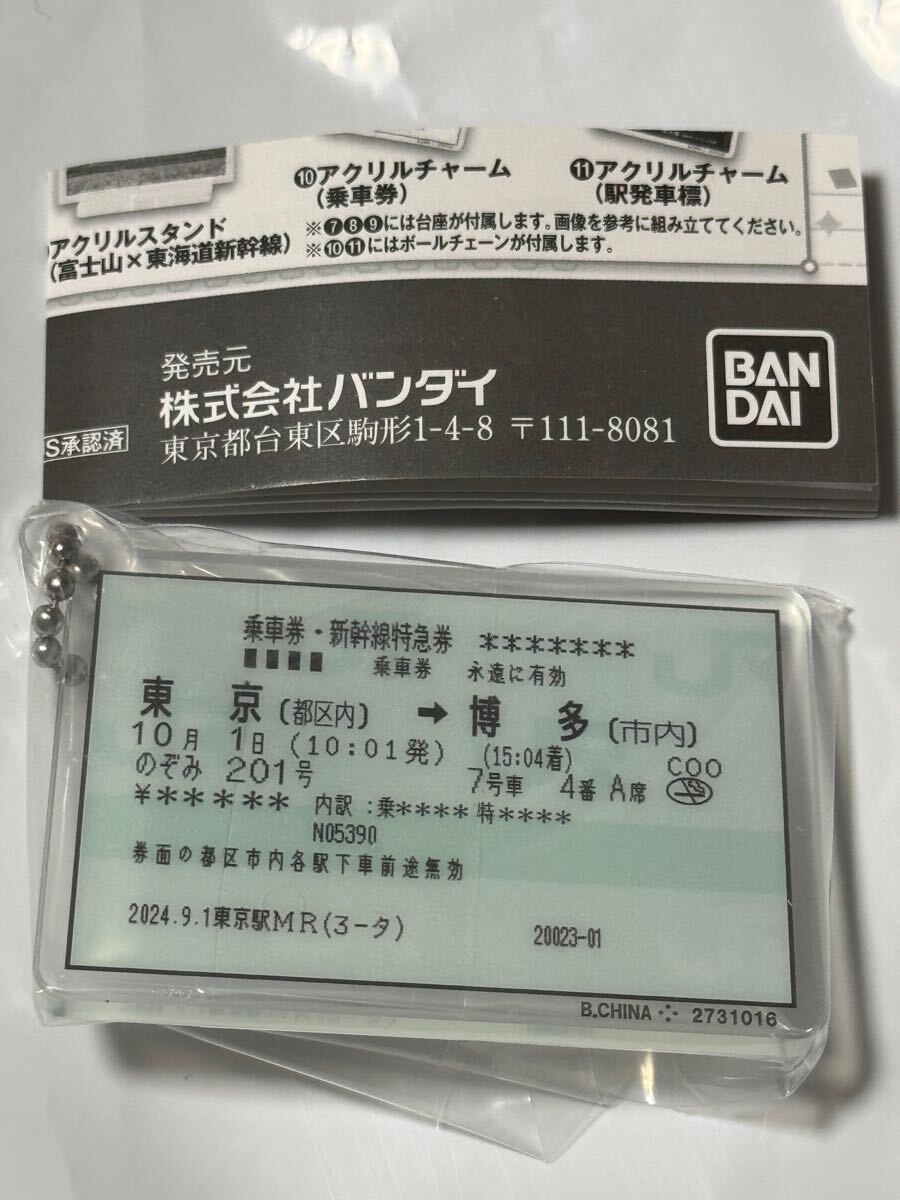 ⑩アクリルチャーム
(乗車券)
⑪アクリルチャーム
(駅発車標)
アクリルスタンド
(富士山×東海道新幹線)
※⑦⑧⑨には台座が付属します。画像を参考に組み立ててください。
※⑩⑪にはボールチェーンが付属します。
発売元
株式会社バンダイ
東京都台東区駒形1-4-8 〒111-8081
S承認済
BAN
DAI
乗車券・新幹線特急券 *******
■■■■ 乗車券 永遠に有効
東 京(都区内) ➡ 博 多(市内)
10月 1日(10:01発) (15:04着) C00
のぞみ 201号 7号車 4番 A席
¥***** 内訳:乗****特****
N05390
券面の都区市内各駅下車前途無効
2024.9.1東京駅MR(3-タ) 20023-01
B.CHINA 2731016